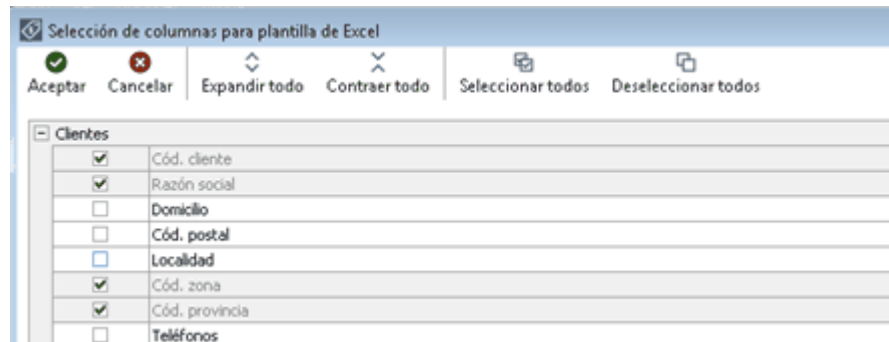 Selección de columnas para plantilla de Excel
Aceptar Cancelar Expandir todo Contraer todo Seleccionar todos Deseleccionar todos
Clientes
Cód. cliente
Razón social
Domicilio
Cód. postal
Localidad
Cód. zona
Cód. provincia
Teléfonos